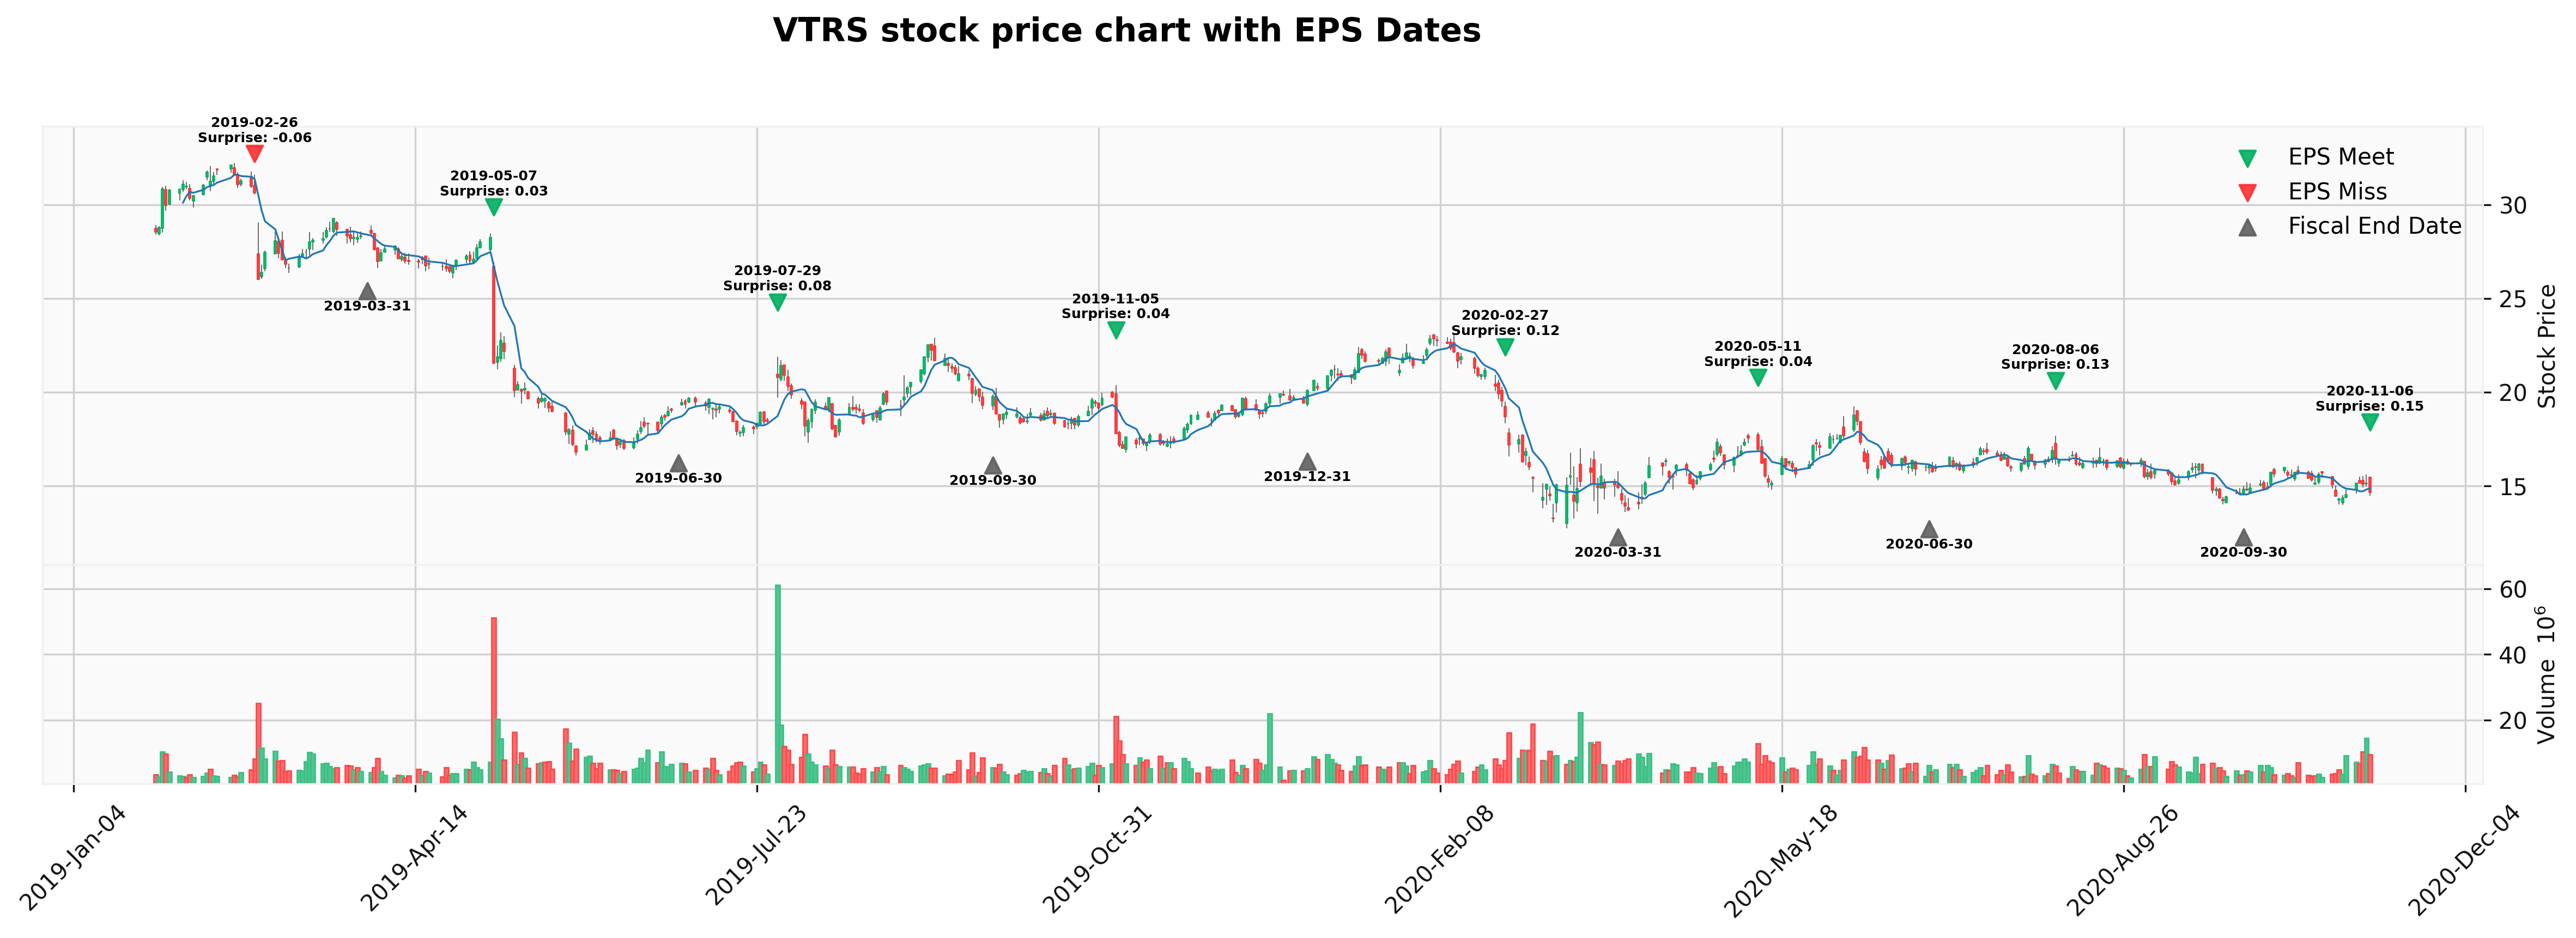 VTRS stock price chart with EPS Dates
2019-02-26
Surprise: -0.06
2019-05-07
Surprise: 0.03
2019-07-29
Surprise: 0.08
2019-11-05
Surprise: 0.04
2020-02-27
Surprise: 0.12
2020-05-11
Surprise: 0.04
2020-08-06
Surprise: 0.13
2020-11-06
Surprise: 0.15
EPS Meet
EPS Miss
Fiscal End Date
2019-03-31
2019-06-30
2019-09-30
2019-12-31
2020-03-31
2020-06-30
2020-09-30
30
25
20
15
Stock Price
60
40
20
Volume 10^6
2019-Jan-04
2019-Apr-14
2019-Jul-23
2019-Oct-31
2020-Feb-08
2020-May-18
2020-Aug-26
2020-Dec-04